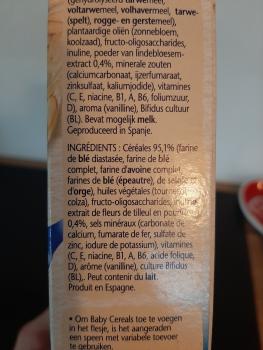 (gehydrolyseerd tarwemeel,
voltarwemeel, volhavermeel, tarwe-
(spelt), rogge- en gerstemeel),
plantaardige oliën (zonnebloem,
koolzaad), fructo-oligosaccharides,
inuline, poeder van lindebloesem-
extract 0,4%, minerale zouten
(calciumcarbonaat, ijzerfumaraat,
zinksulfaat, kaliumjodide), vitamines
(C, E, niacine, B1, A, B6, foliumzuur,
D), aroma (vanilline), Bifidus cultuur
(BL). Bevat mogelijk melk.
Geproduceerd in Spanje.
INGRÉDIENTS : Céréales 95,1% (farine
de blé diastasée, farine de blé
complet, farine d'avoine complet,
farines de blé (épeautre), de seigle et
d'orge), huiles végétales (tournesol,
colza), fructo-oligosaccharides, inuline,
extrait de fleurs de tilleul en poudre
0,4%, sels minéraux (carbonate de
calcium, fumarate de fer, sulfate de
zinc, iodure de potassium), vitamines
(C, E, niacine, B1, A, B6, acide folique,
D), arôme (vanilline), culture Bifidus
(BL),. Peut contenir du lait.
Produit en Espagne.
• Om Baby Cereals toe te voegen
in het flesje, is het aangeraden
een speen met variabele toevoer
te gebruiken.